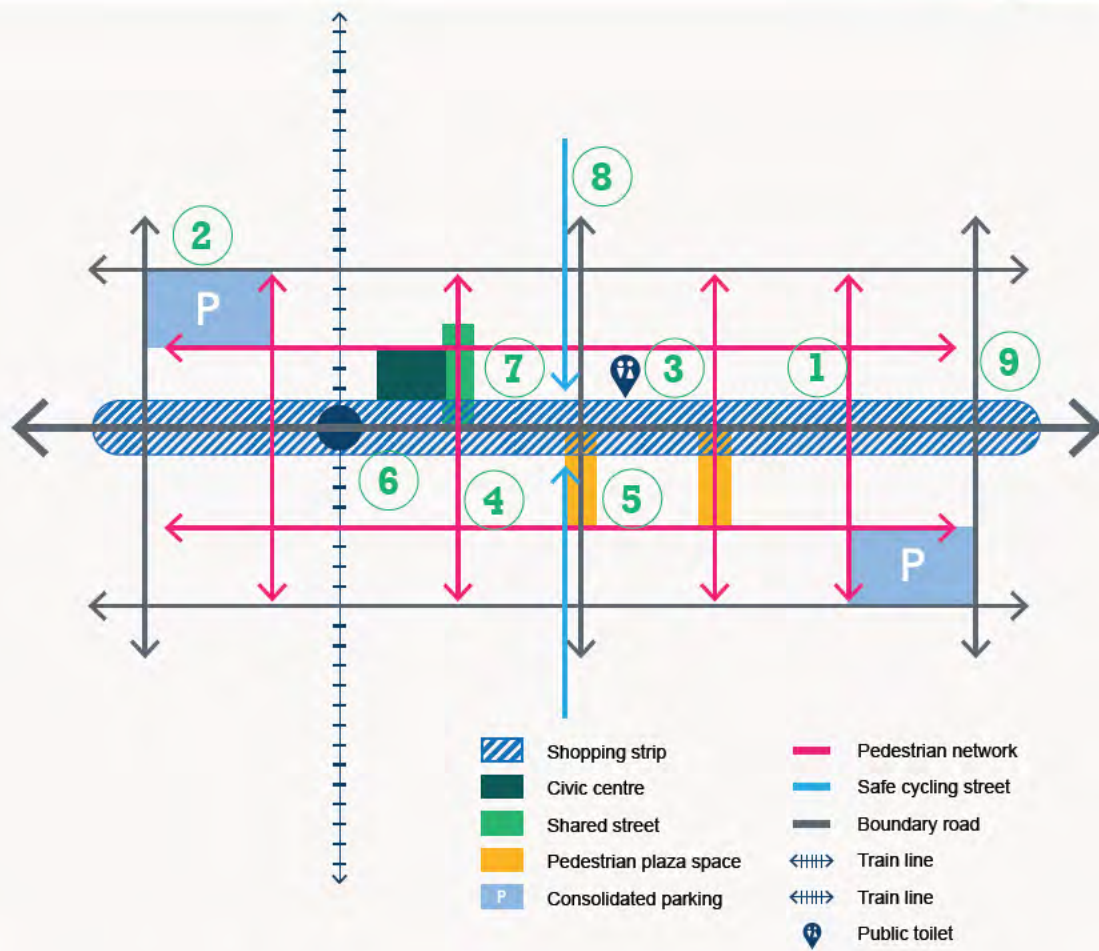 8
2
P
7
3
1
9
6
4
5
P
Shopping strip
Civic centre
Shared street
Pedestrian plaza space
P
Consolidated parking
Pedestrian network
Safe cycling street
Boundary road
Train line
Train line
Public toilet